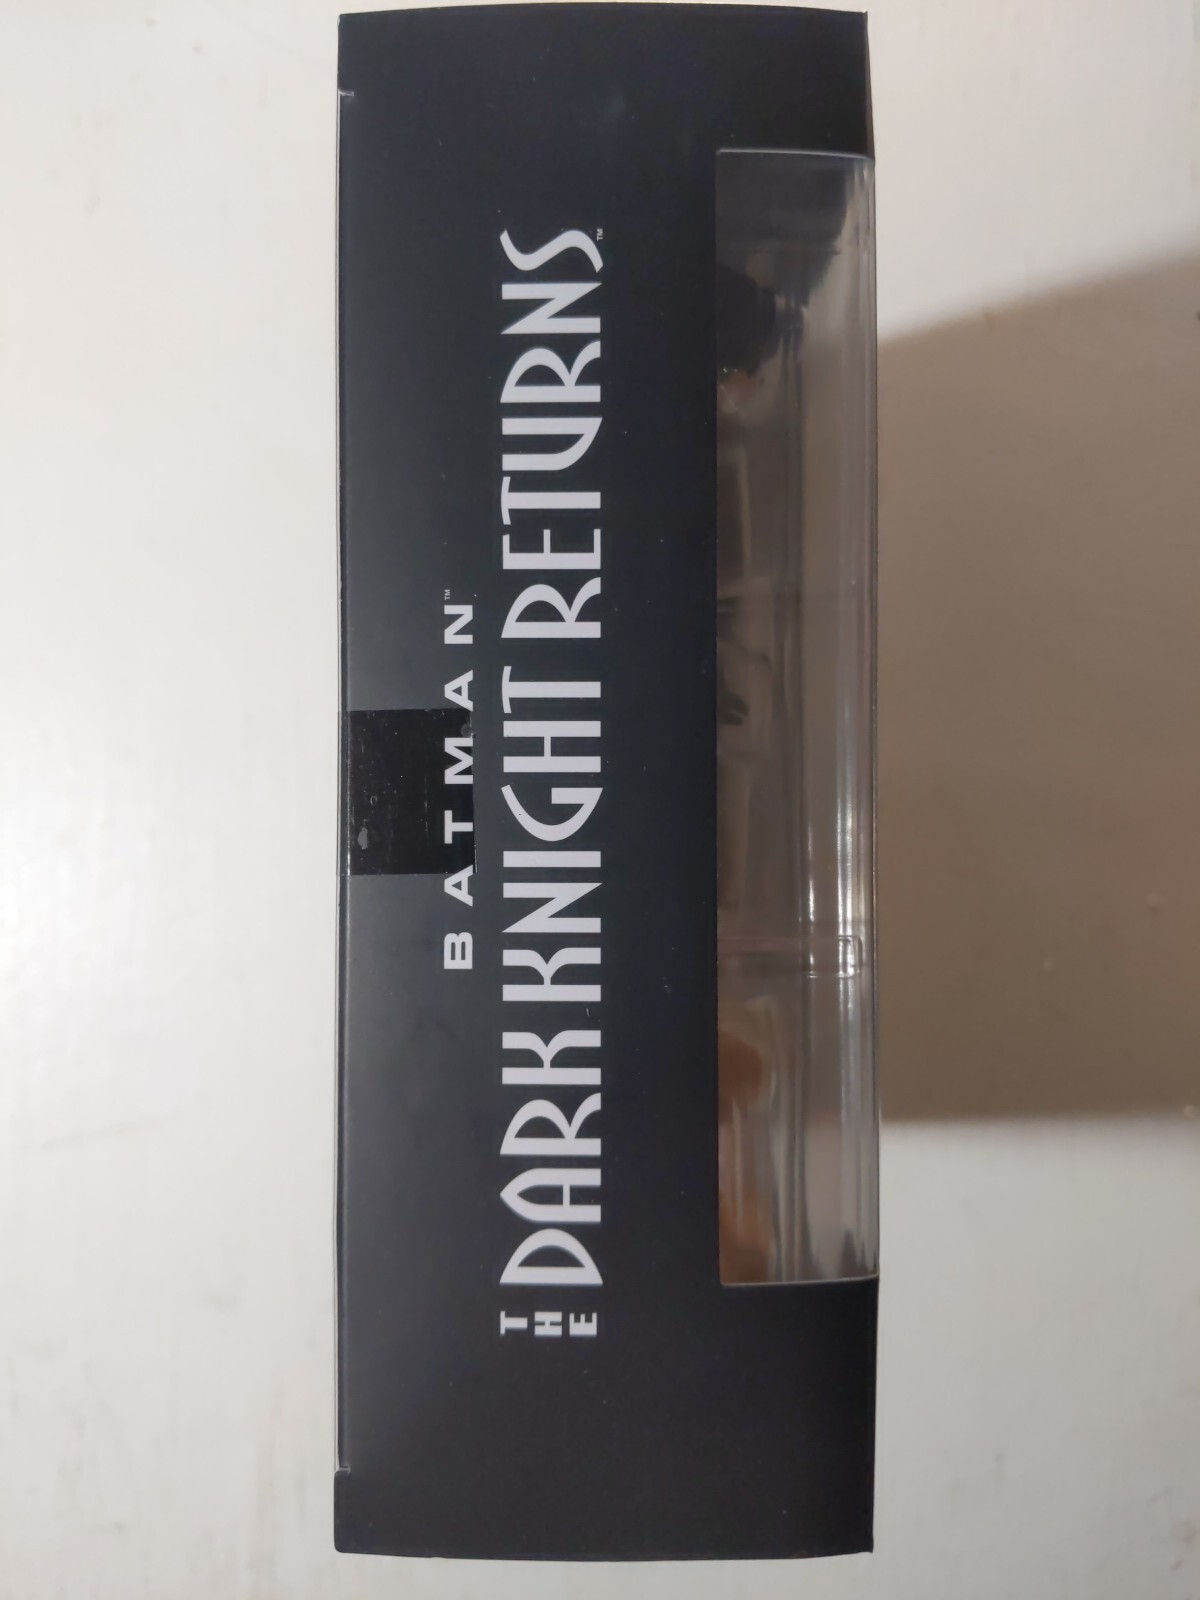 BATMAN™
THE DARK KNIGHT RETURNS™